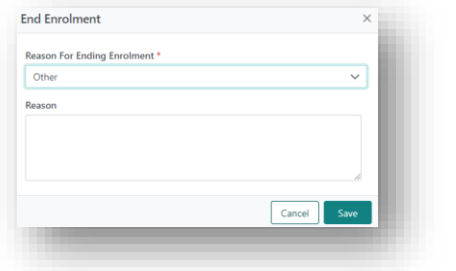 End Enrolment
Reason For Ending Enrolment *
Other
Reason
Cancel Save